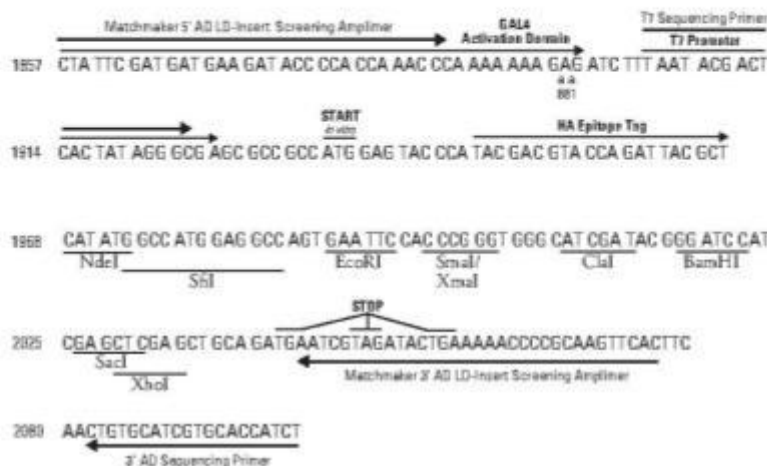 Matchmaker 5' AD LD-Insert Screening Amplimer
GAL4
Activation Domain
T7 Sequencing Primer
T7 Promoter
1857 CTA TTC GAT GAT GAA GAT ACC CCA CCA AAC CCA AAA AAA GAG ATC TTT AAT ACG ACT
a.a.
881
START
in vitro
HA Epitope Tag
1914 CAC TAT AGG GCG AGC GCC GCC ATG GAG TAC CCA TAC GAC GTA CCA GAT TAC GCT
1968 CAT ATG GCC ATG GAG GCC AGT GAA TTC CAC CCG GGT GGG CAT CGA TAC GGG ATC CAT
NdeI EcoRI SmaI/ ClaI BamHI
SfiI XmaI
STOP
2025 CGA GCT CGA GCT GCA GAT GAATCGTAGATACTGAAAAACCCCGCAAGTTCACTTC
SacI
XhoI
Matchmaker 3' AD LD-Insert Screening Amplimer
2089 AACTGTGCATCGTGCACCATCT
3' AD Sequencing Primer